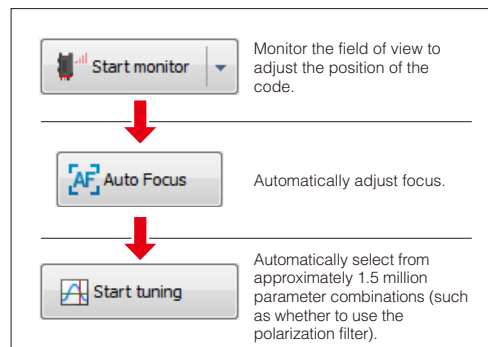 Start monitor
Monitor the field of view to
adjust the position of the
code.
AF Auto Focus
Automatically adjust focus.
Start tuning
Automatically select from
approximately 1.5 million
parameter combinations (such
as whether to use the
polarization filter).